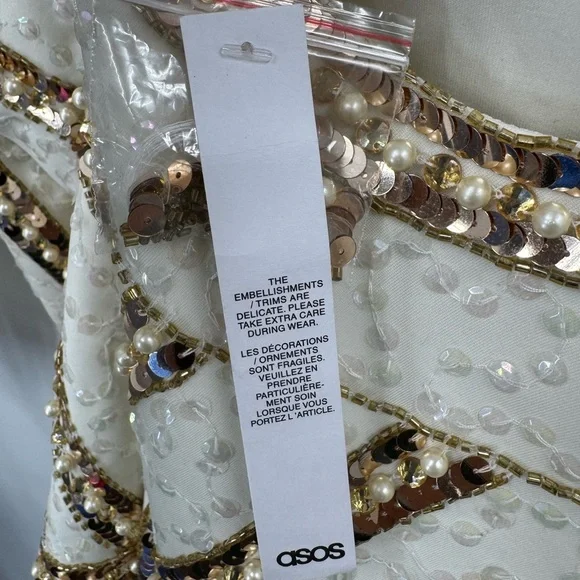 THE
EMBELLISHMENTS
/ TRIMS ARE
DELICATE. PLEASE
TAKE EXTRA CARE
DURING WEAR.
LES DÉCORATIONS
/ ORNEMENTS
SONT FRAGILES.
VEUILLEZ EN
PRENDRE
PARTICULIÈRE-
MENT SOIN
LORSQUE VOUS
PORTEZ L'ARTICLE.
asos